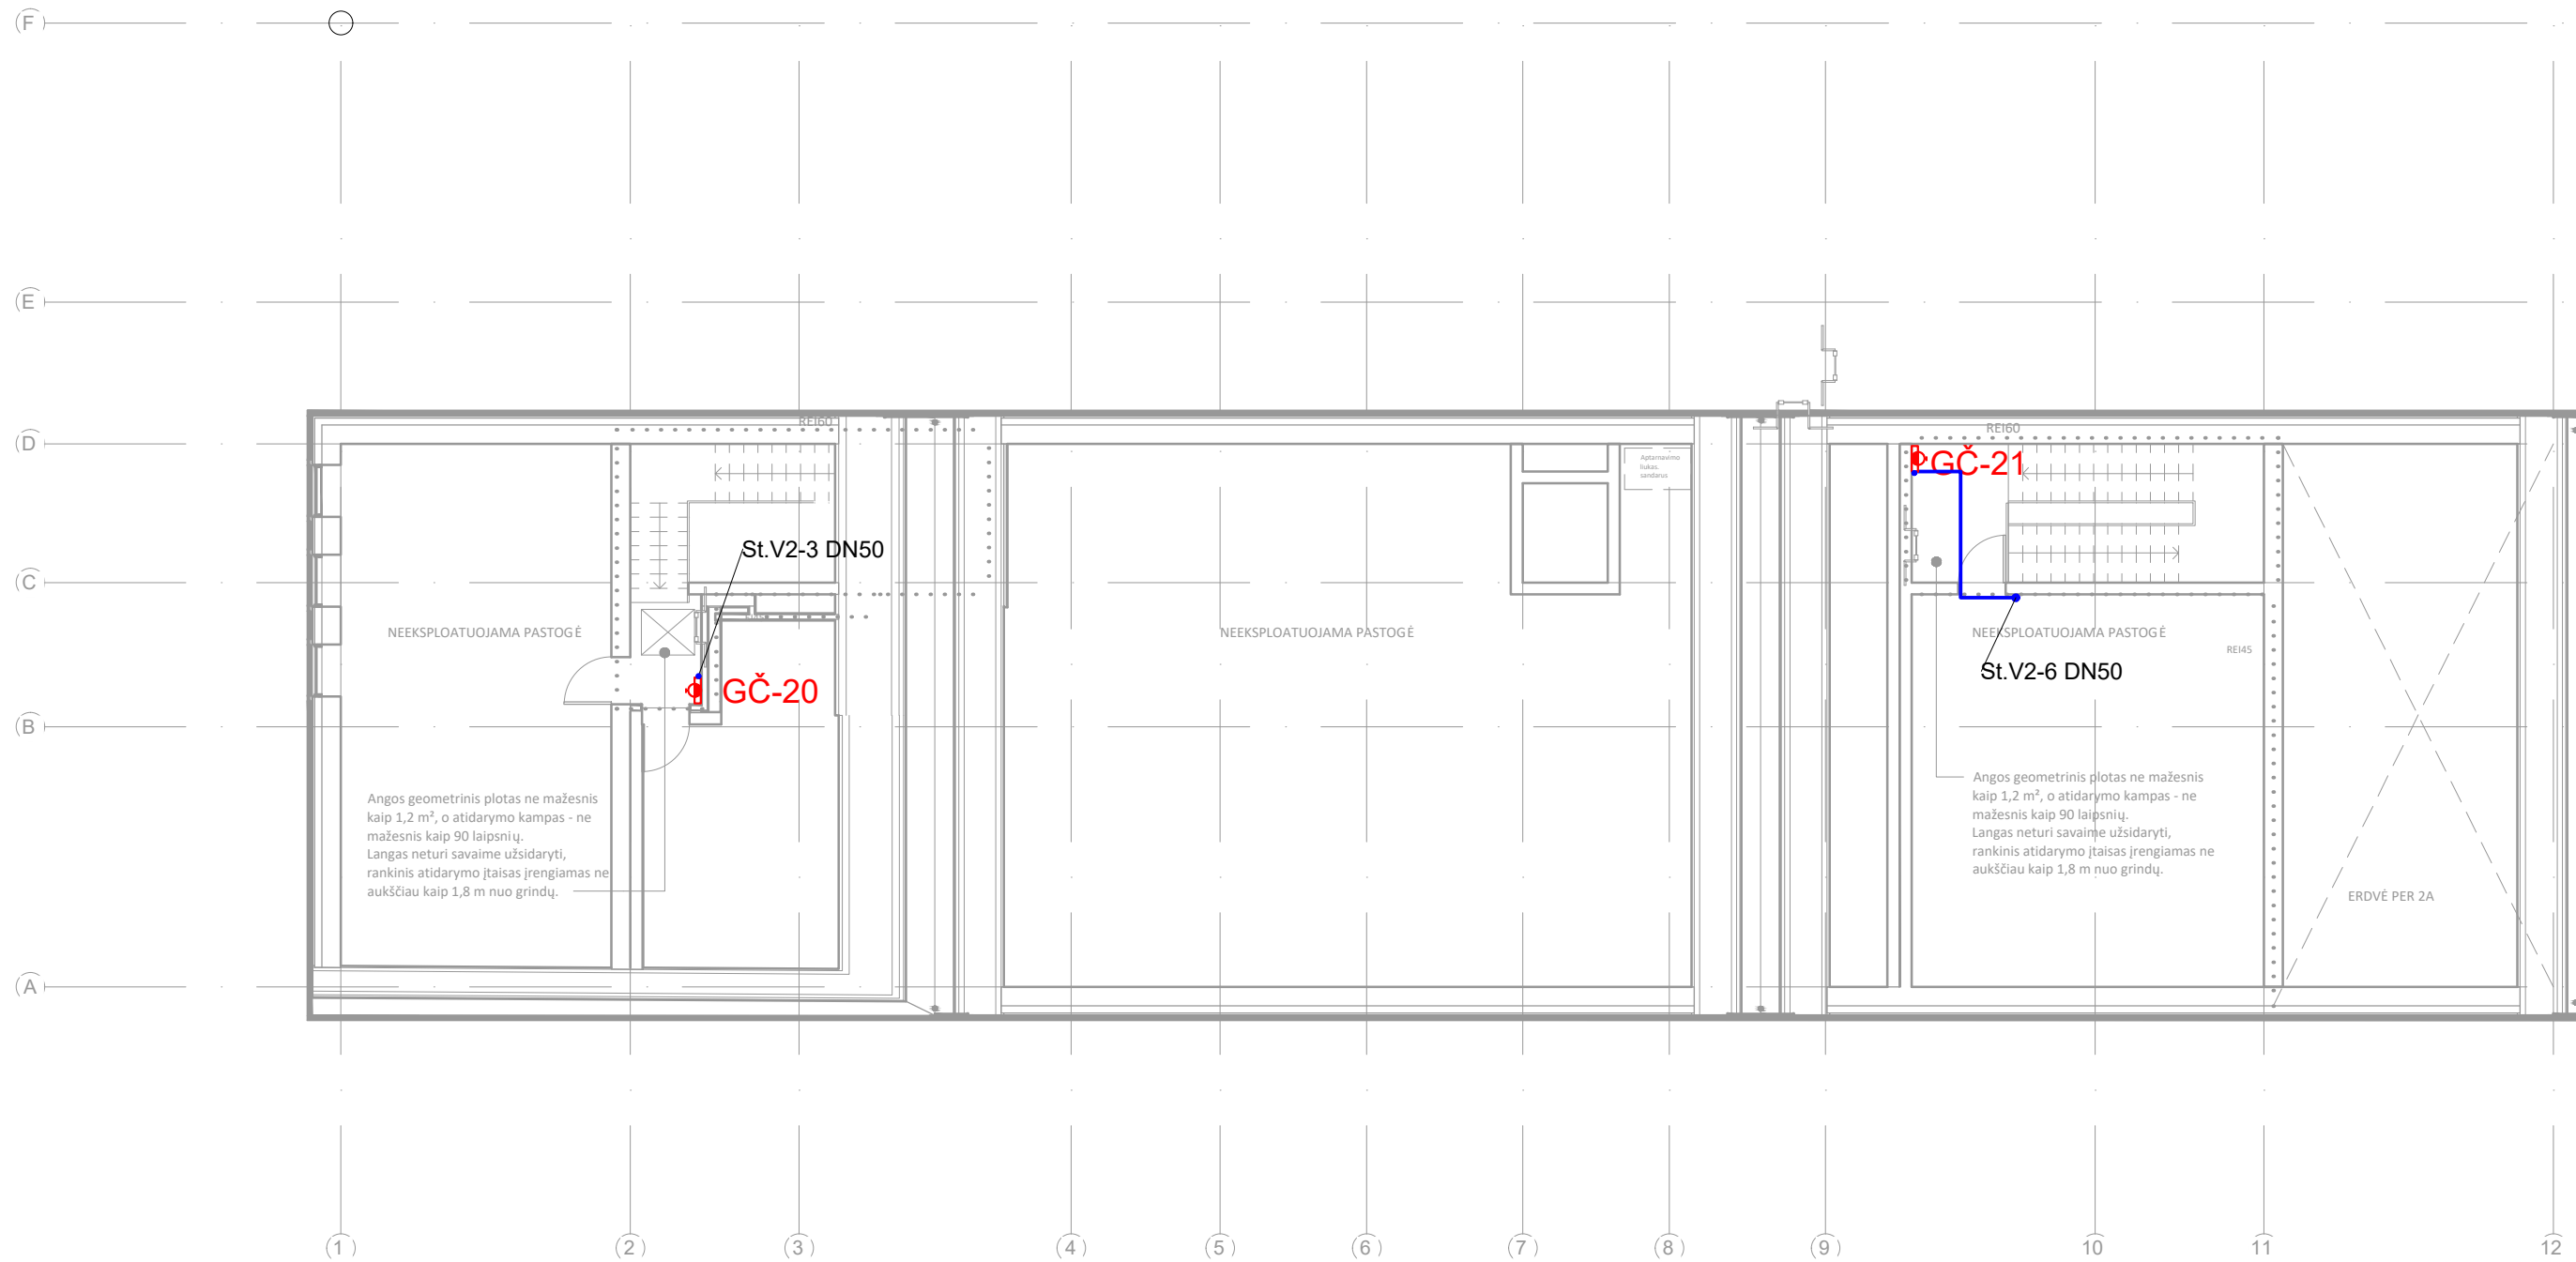 F
E
D
REI60
REI60
GČ-21
Aptarnavimo
liukas,
sandarus
St.V2-3 DN50
C
NEEKSPLOATUOJAMA PASTOGĖ
NEEKSPLOATUOJAMA PASTOGĖ
NEEKSPLOATUOJAMA PASTOGĖ
REI45
St.V2-6 DN50
GČ-20
B
Angos geometrinis plotas ne mažesnis
kaip 1,2 m², o atidarymo kampas - ne
mažesnis kaip 90 laipsnių.
Langas neturi savaime užsidaryti,
rankinis atidarymo įtaisas įrengiamas ne
aukščiau kaip 1,8 m nuo grindų.
Angos geometrinis plotas ne mažesnis
kaip 1,2 m², o atidarymo kampas - ne
mažesnis kaip 90 laipsnių.
Langas neturi savaime užsidaryti,
rankinis atidarymo įtaisas įrengiamas ne
aukščiau kaip 1,8 m nuo grindų.
ERDVĖ PER 2A
A
1 2 3 4 5 6 7 8 9 10 11 12